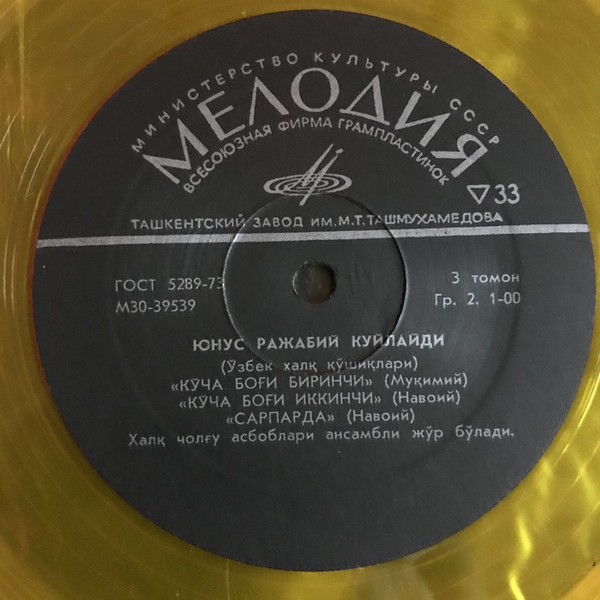 МИНИСТЕРСТВО КУЛЬТУРЫ СССР
МЕЛОДИЯ
ВСЕСОЮЗНАЯ ФИРМА ГРАМПЛАСТИНОК
▽33
ТАШКЕНТСКИЙ ЗАВОД ИМ.М.Т.ТАШМУХАМЕДОВА
ГОСТ 5289-73
М30-39539
3 томон
Гр. 2. 1-00
ЮНУС РАЖАБИЙ КУЙЛАЙДИ
(Ўзбек халқ қўшиқлари)
«КЎЧА БОҒИ БИРИНЧИ» (Муқимий)
«КЎЧА БОҒИ ИККИНЧИ» (Навоий)
«САРПАРДА» (Навоий)
Халқ чолғу асбоблари ансамбли жўр бўлади.